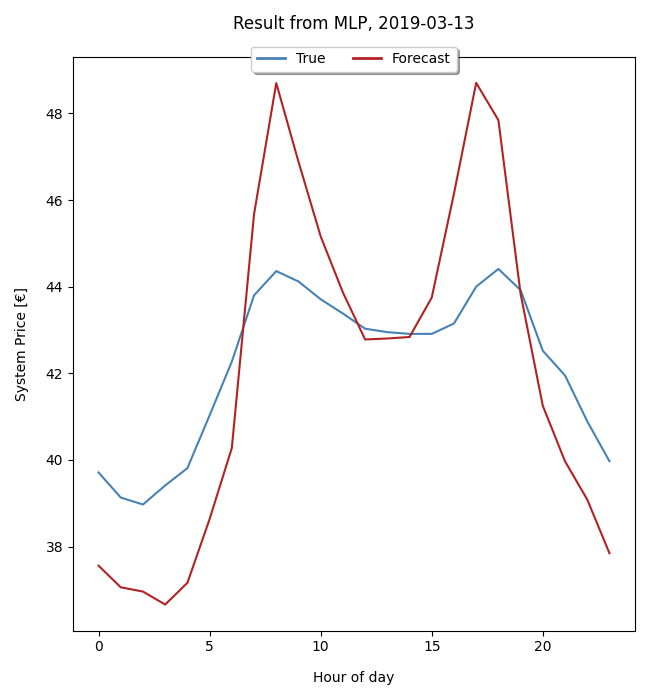 Result from MLP, 2019-03-13
True Forecast
48
46
44
42
40
38
System Price [€]
0 5 10 15 20
Hour of day